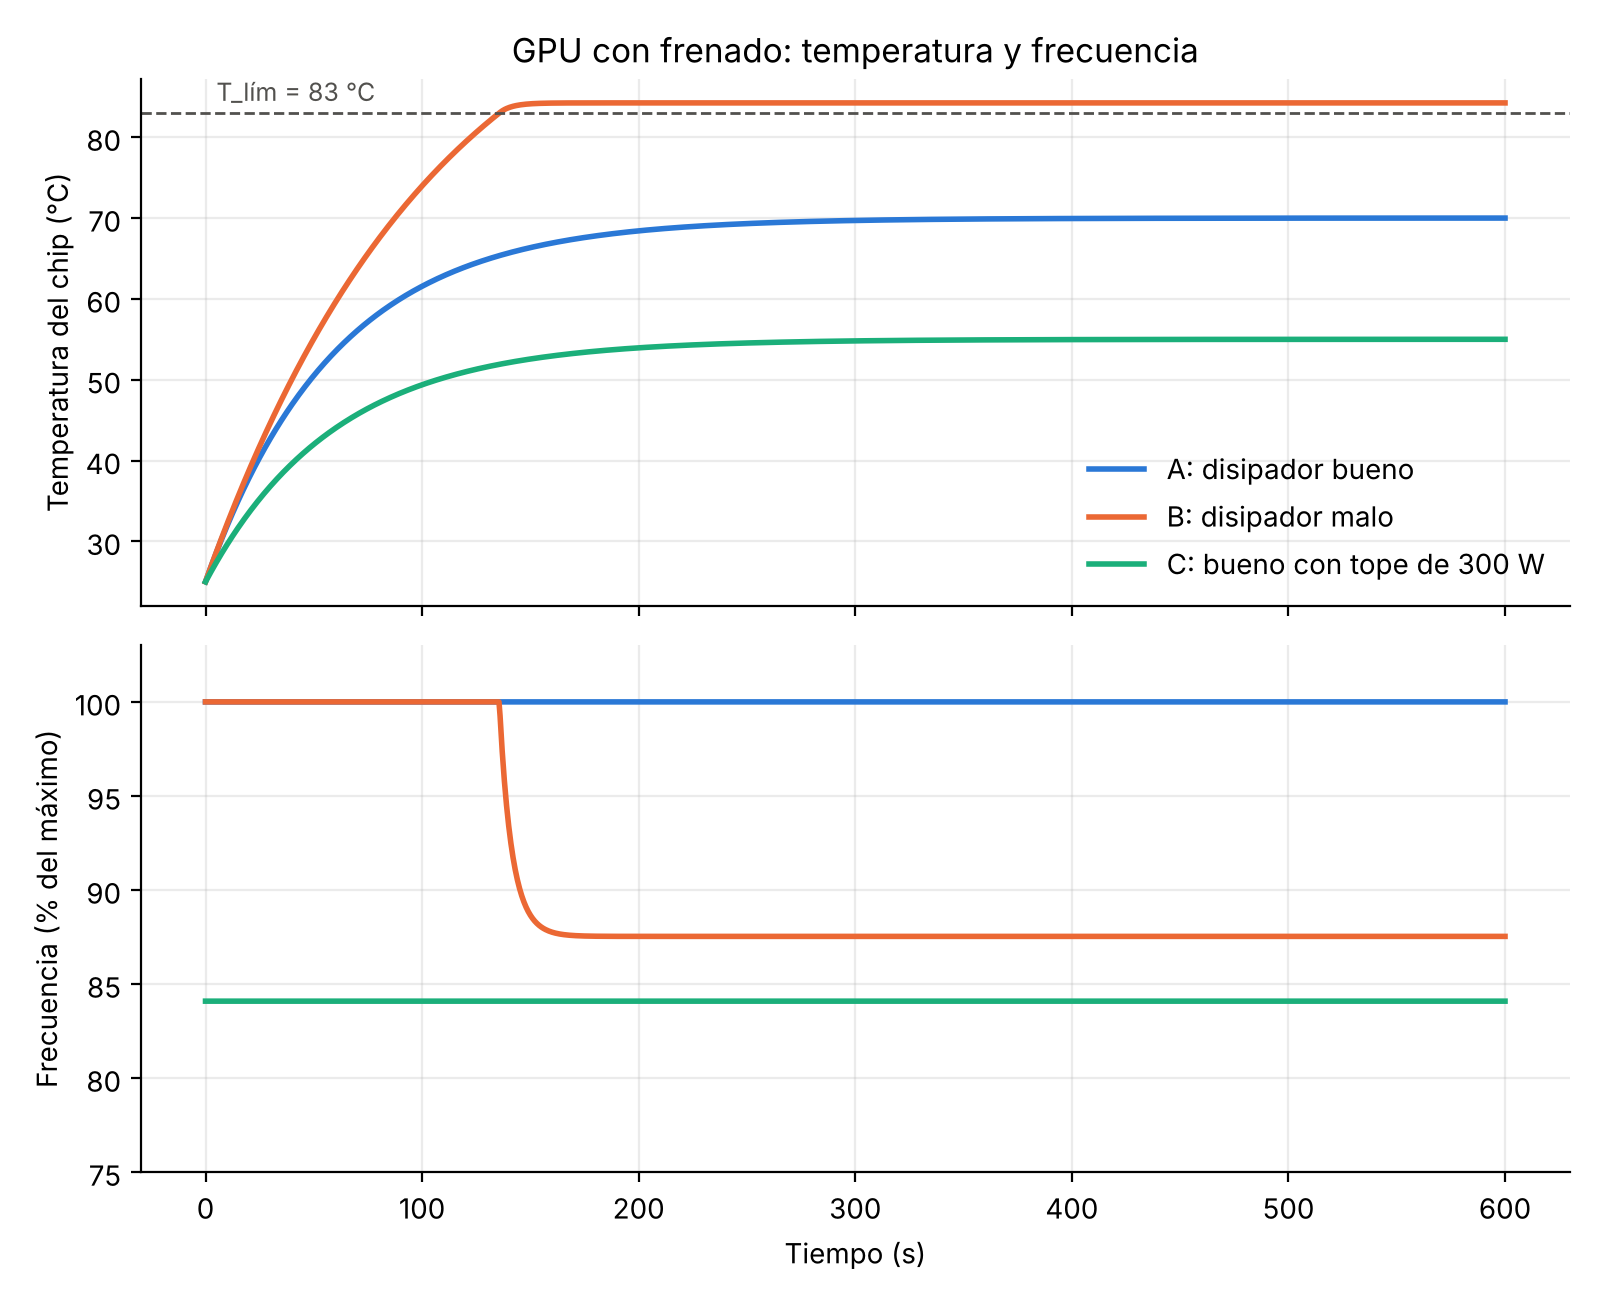 GPU con frenado: temperatura y frecuencia
T_lím = 83 °C
Temperatura del chip (°C)
80
70
60
50
40
30
A: disipador bueno
B: disipador malo
C: bueno con tope de 300 W
Frecuencia (% del máximo)
100
95
90
85
80
75
0 100 200 300 400 500 600
Tiempo (s)